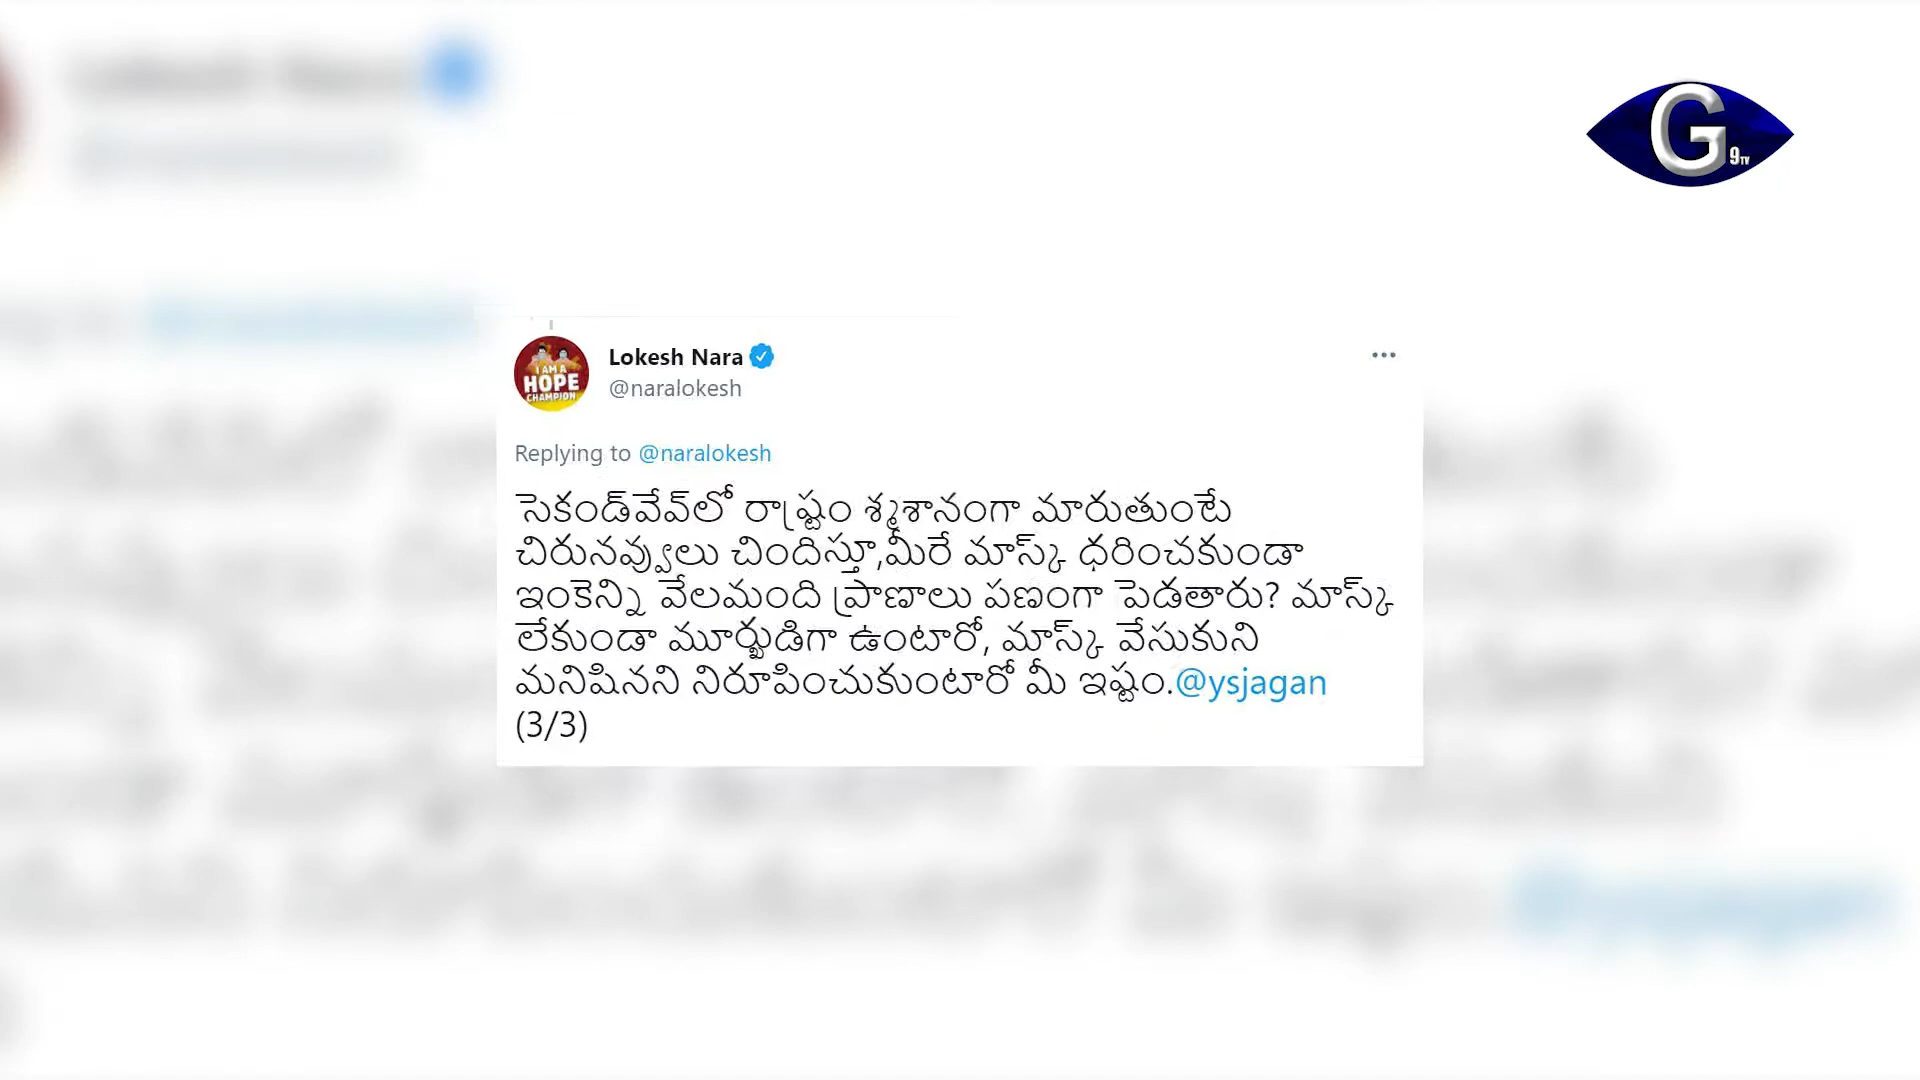 G 9TV
Lokesh Nara
@naralokesh
I AM A
HOPE
CHAMPION
Replying to @naralokesh
సెకండ్‌వేవ్‌లో రాష్ట్రం శ్మశానంగా మారుతుంటే
చిరునవ్వులు చిందిస్తూ,మీరే మాస్క్ ధరించకుండా
ఇంకెన్ని వేలమంది ప్రాణాలు పణంగా పెడతారు? మాస్క్
లేకుండా మూర్ఖుడిగా ఉంటారో, మాస్క్ వేసుకుని
మనిషినని నిరూపించుకుంటారో మీ ఇష్టం.@ysjagan
(3/3)